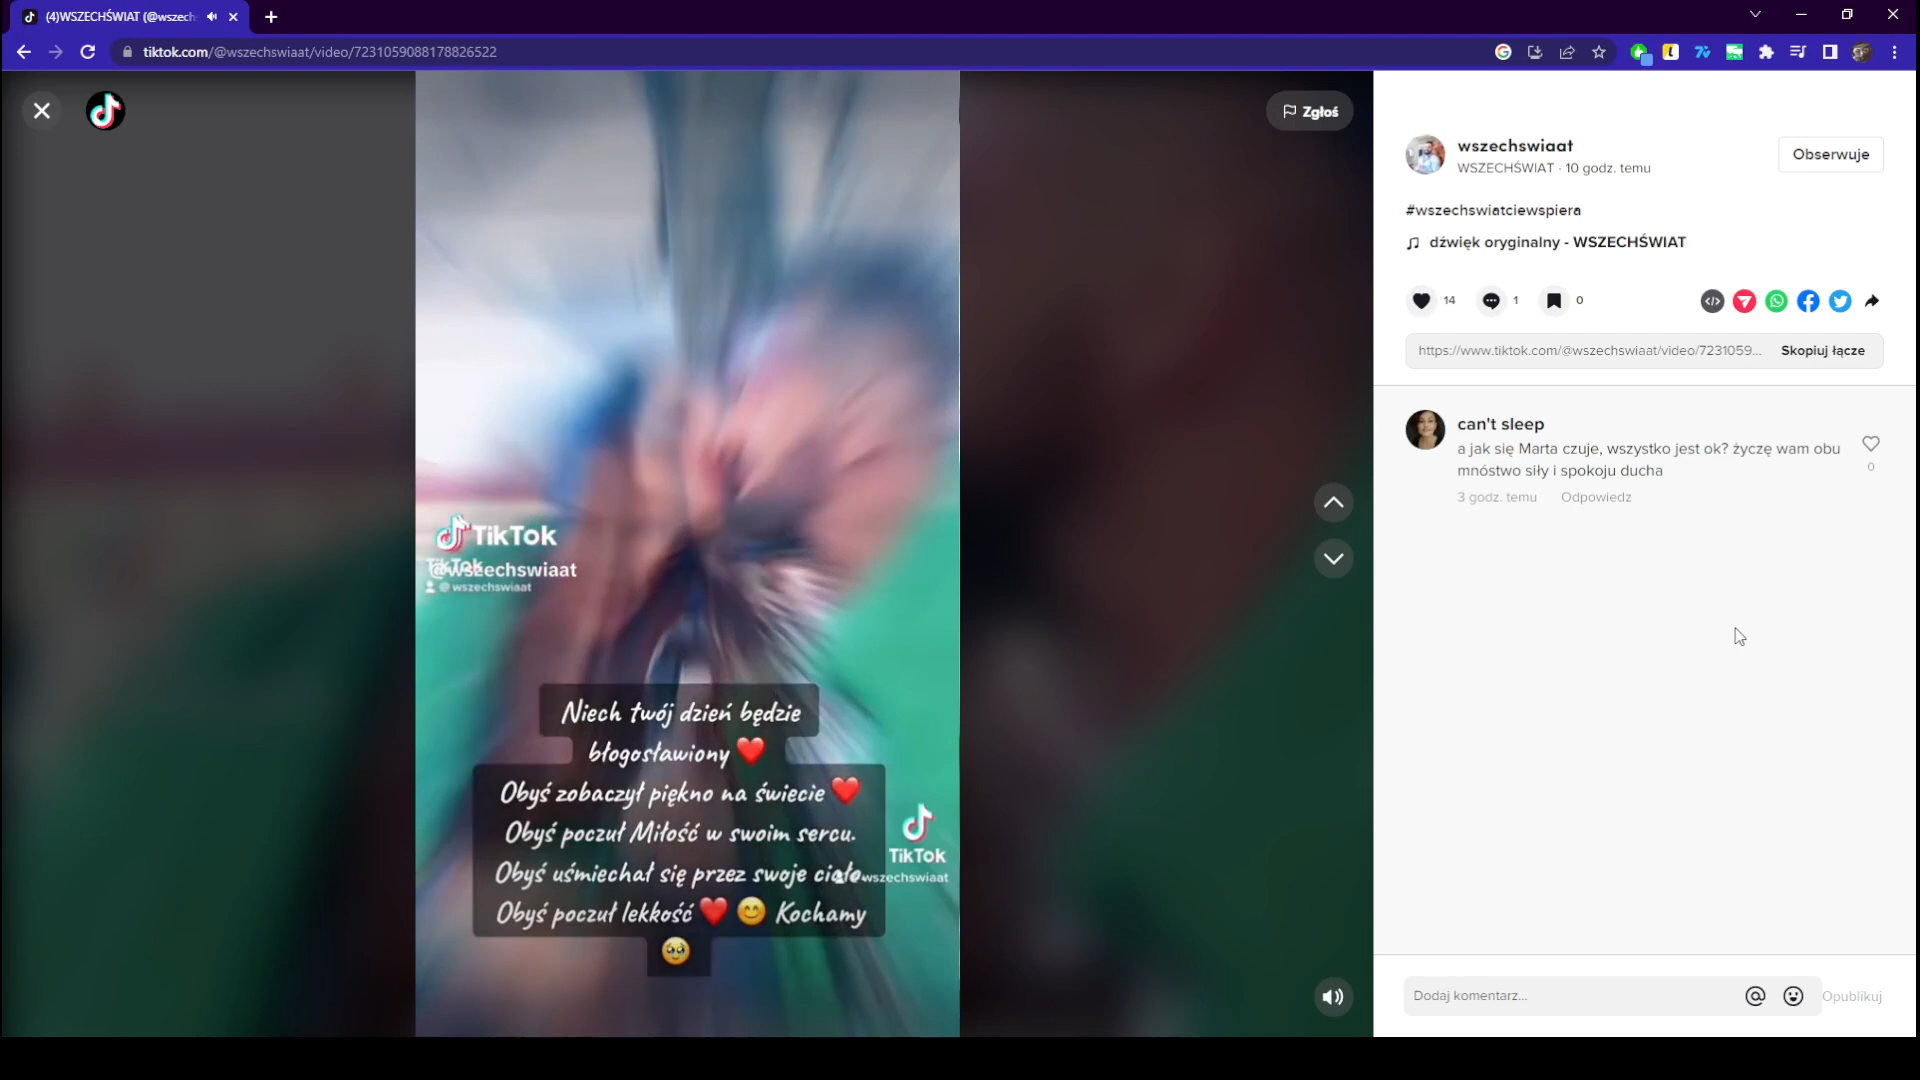 (4)WSZECHŚWIAT (@wszech
tiktok.com/@wszechswiaat/video/7231059088178826522
Zgłoś
TikTok
@wszechswiaat
TikTok
@wszechswiaat
Niech twój dzień będzie
błogosławiony ❤️
Obyś zobaczył piękno na świecie ❤️
Obyś poczuł Miłość w swoim sercu.
Obyś uśmiechał się przez swoje ciało.
Obyś poczuł lekkość ❤️ 😊 Kochamy
🥹
TikTok
wszechswiaat
wszechswiaat
WSZECHŚWIAT · 10 godz. temu
Obserwuje
#wszechswiatciewspiera
dźwięk oryginalny - WSZECHŚWIAT
14
1
0
https://www.tiktok.com/@wszechswiaat/video/7231059...
Skopiuj łącze
can't sleep
a jak się Marta czuje, wszystko jest ok? życzę wam obu
mnóstwo siły i spokoju ducha
0
3 godz. temu
Odpowiedz
Dodaj komentarz...
Opublikuj